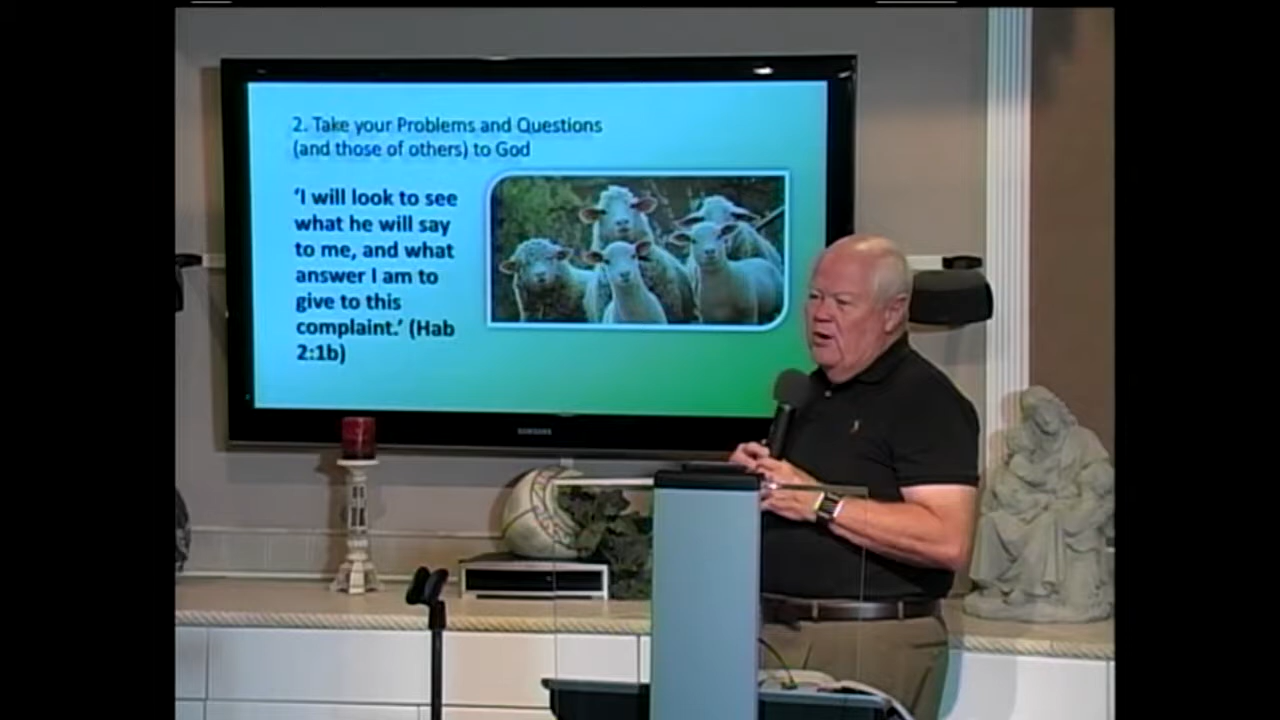 2. Take your Problems and Questions
(and those of others) to God
‘I will look to see
what he will say
to me, and what
answer I am to
give to this
complaint.’ (Hab
2:1b)
SAMSUNG